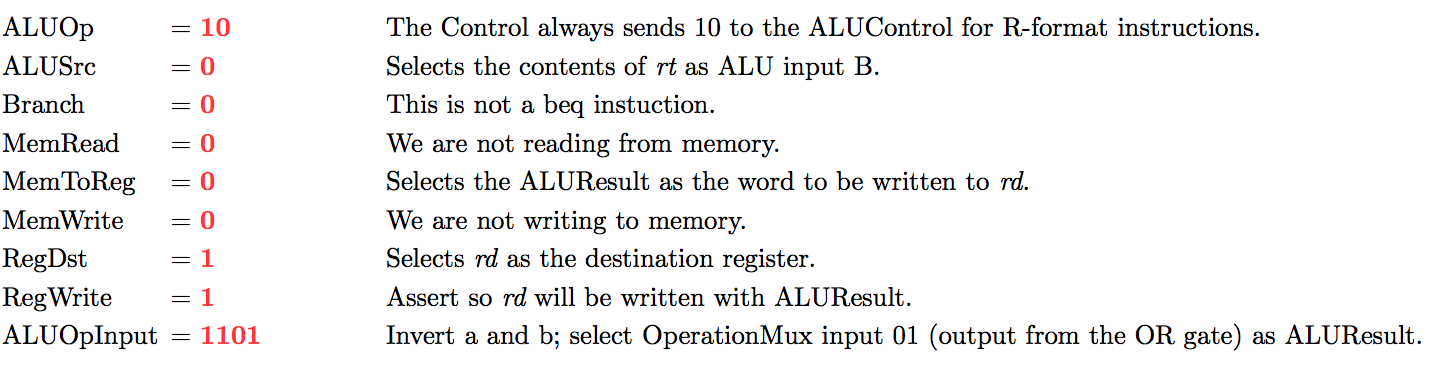 ALUOp = 10 The Control always sends 10 to the ALUControl for R-format instructions.
ALUSrc = 0 Selects the contents of rt as ALU input B.
Branch = 0 This is not a beq instuction.
MemRead = 0 We are not reading from memory.
MemToReg = 0 Selects the ALUResult as the word to be written to rd.
MemWrite = 0 We are not writing to memory.
RegDst = 1 Selects rd as the destination register.
RegWrite = 1 Assert so rd will be written with ALUResult.
ALUOpInput = 1101 Invert a and b; select OperationMux input 01 (output from the OR gate) as ALUResult.